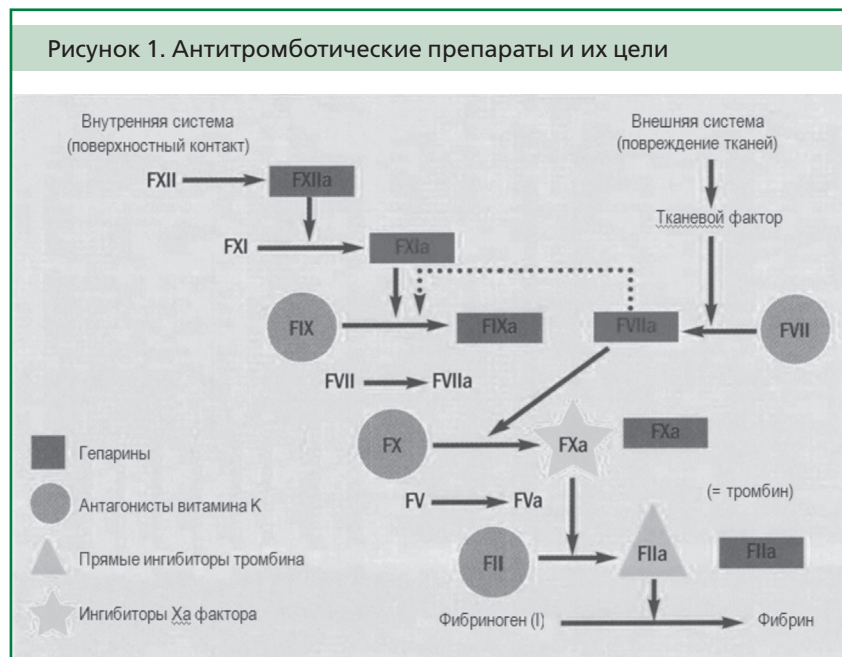 Рисунок 1. Антитромботические препараты и их цели
Внутренняя система
(поверхностный контакт)
Внешняя система
(повреждение тканей)
FXII
FXIIa
Тканевой фактор
FXI
FXIa
FIX
FIXa
FVIIa
FVII
FVII
FVIIa
FX
FXa
FXa
Гепарины
FV
FVa
(= тромбин)
Антагонисты витамина K
FII
FIIa
FIIa
Прямые ингибиторы тромбина
Ингибиторы Xa фактора
Фибриноген (I)
Фибрин